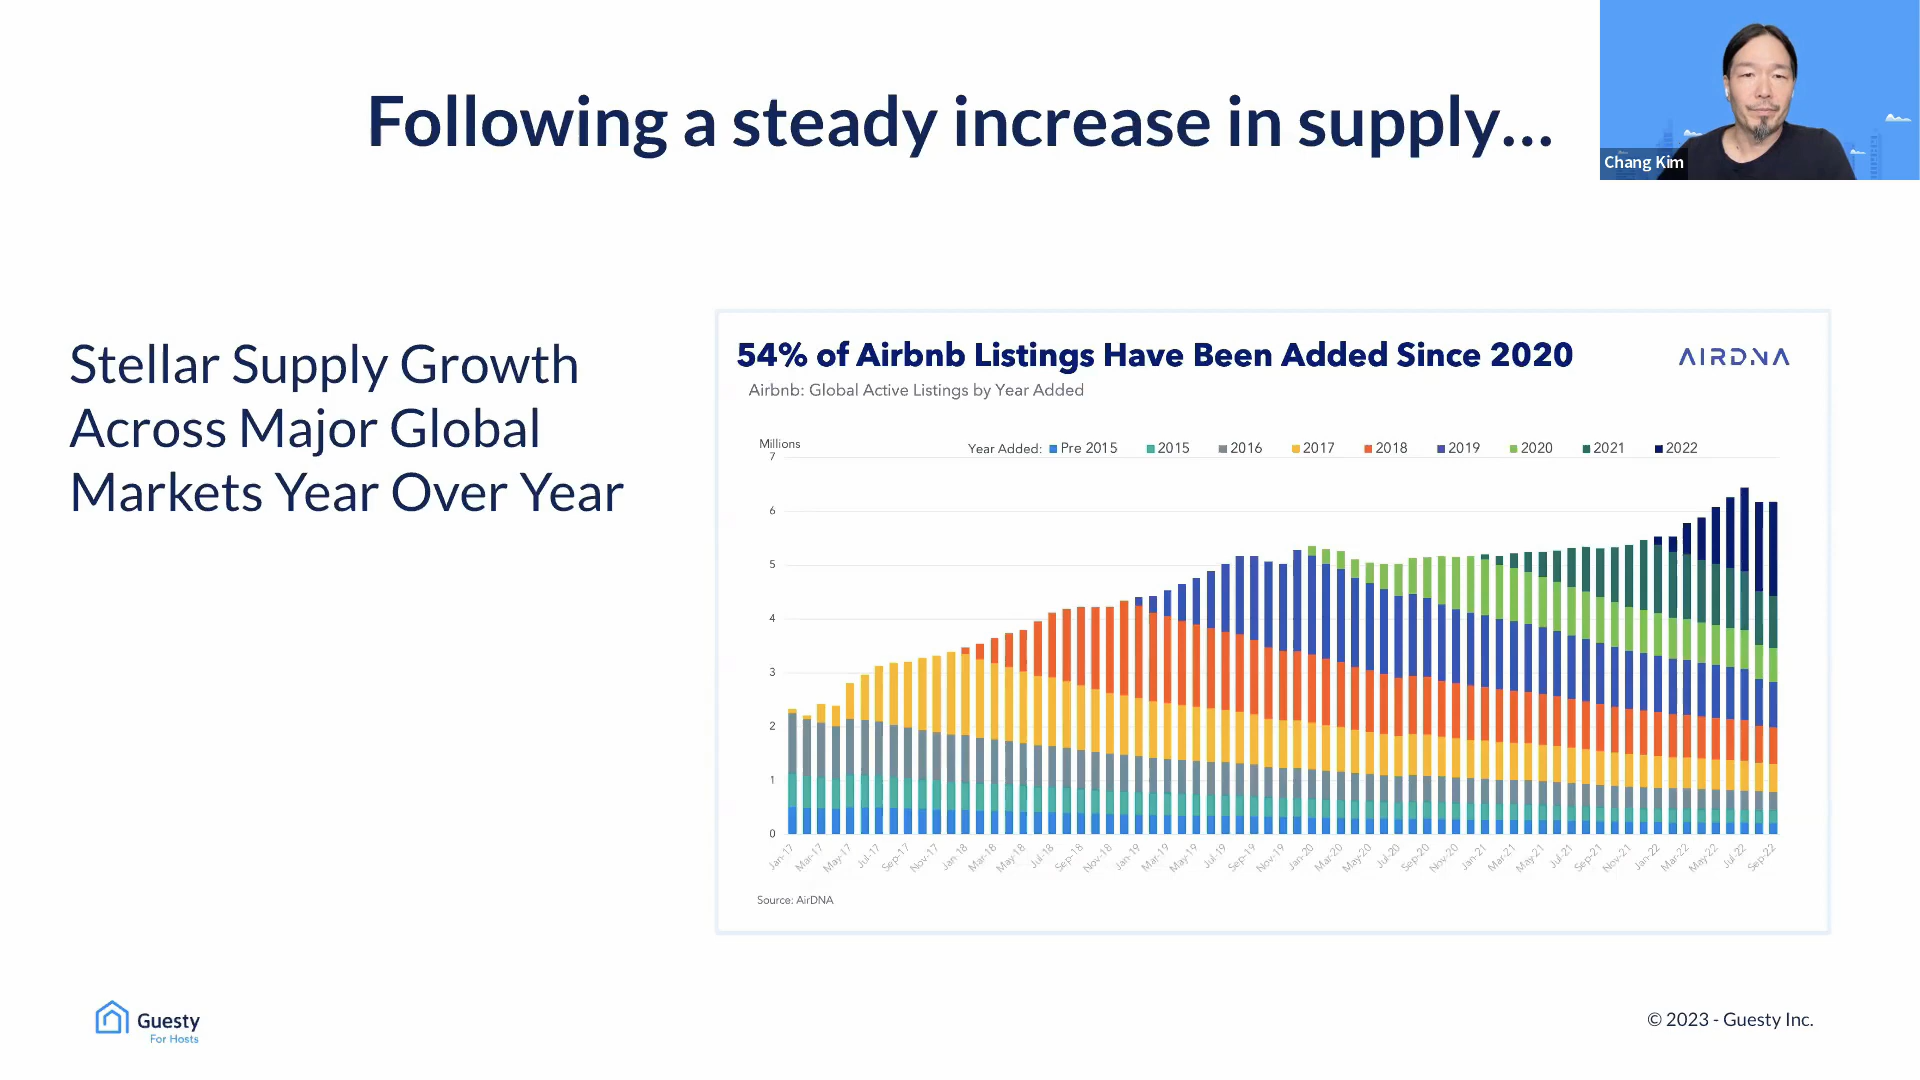 Following a steady increase in supply...
Chang Kim
Stellar Supply Growth
Across Major Global
Markets Year Over Year
54% of Airbnb Listings Have Been Added Since 2020
AIRDNA
Airbnb: Global Active Listings by Year Added
Millions
Year Added: Pre 2015 2015 2016 2017 2018 2019 2020 2021 2022
7
6
5
4
3
2
1
0
Jan-17 Mar-17 May-17 Jul-17 Sep-17 Nov-17 Jan-18 Mar-18 May-18 Jul-18 Sep-18 Nov-18 Jan-19 Mar-19 May-19 Jul-19 Sep-19 Nov-19 Jan-20 Mar-20 May-20 Jul-20 Sep-20 Nov-20 Jan-21 Mar-21 May-21 Jul-21 Sep-21 Nov-21 Jan-22 Mar-22 May-22 Jul-22 Sep-22
Source: AirDNA
Guesty
For Hosts
© 2023 - Guesty Inc.